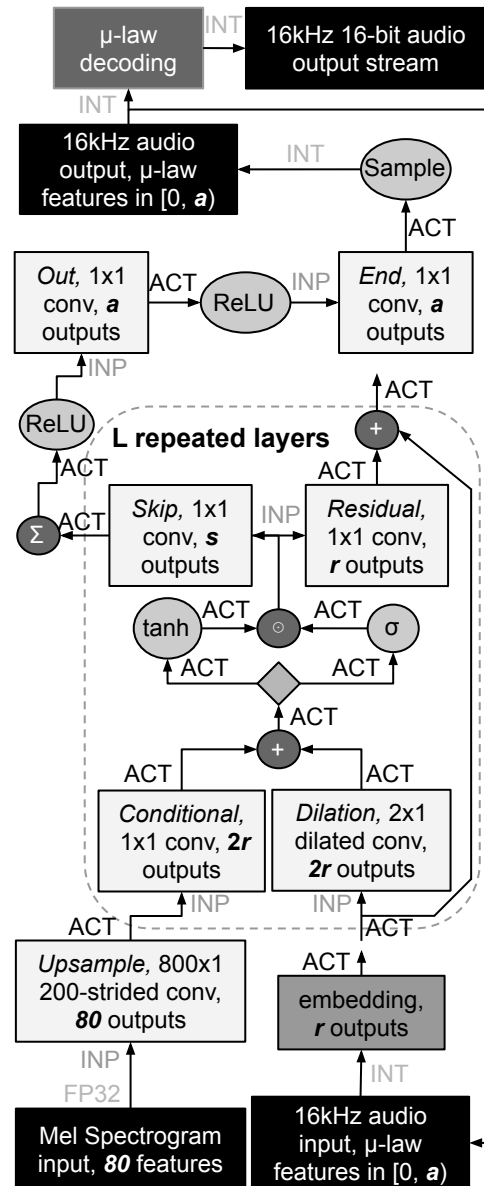 μ-law
decoding
INT
16kHz 16-bit audio
output stream
INT
16kHz audio
output, μ-law
features in [0, a)
INT
Sample
ACT
Out, 1x1
conv, a
outputs
ACT
ReLU
INP
End, 1x1
conv, a
outputs
INP
ACT
ReLU
L repeated layers
+
ACT
ACT
Σ
ACT
Skip, 1x1
conv, s
outputs
INP
Residual,
1x1 conv,
r outputs
tanh
ACT
⊙
ACT
σ
ACT
ACT
ACT
+
ACT
ACT
Conditional,
1x1 conv, 2r
outputs
Dilation, 2x1
dilated conv,
2r outputs
INP
INP
ACT
ACT
Upsample, 800x1
200-strided conv,
80 outputs
ACT
embedding,
r outputs
INP
FP32
INT
Mel Spectrogram
input, 80 features
16kHz audio
input, μ-law
features in [0, a)